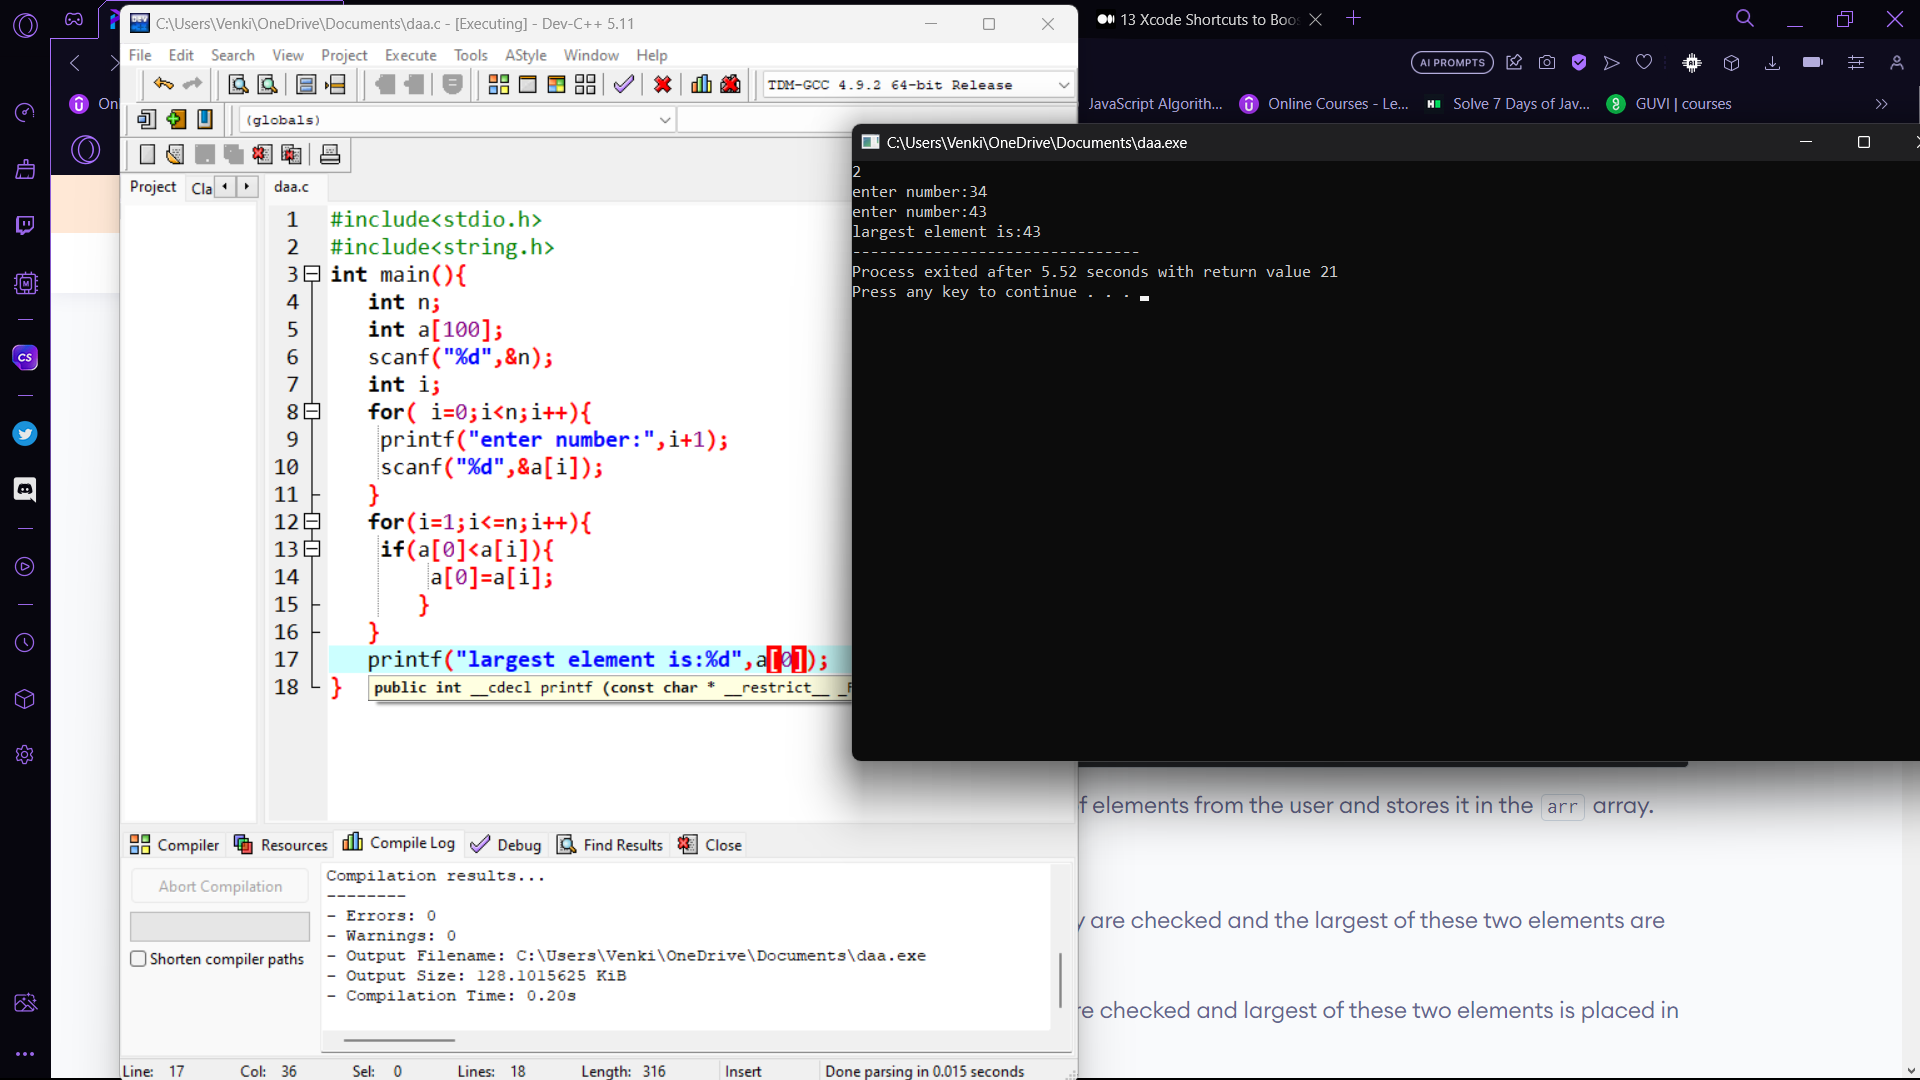 C:\Users\Venki\OneDrive\Documents\daa.c - [Executing] - Dev-C++ 5.11
13 Xcode Shortcuts to Boos
File Edit Search View Project Execute Tools AStyle Window Help
AI PROMPTS
TDM-GCC 4.9.2 64-bit Release
On
JavaScript Algorith...
Online Courses - Le...
Solve 7 Days of Jav...
GUVI | courses
(globals)
C:\Users\Venki\OneDrive\Documents\daa.exe
Project Cla
daa.c
1 #include<stdio.h>
2 #include<string.h>
3 int main(){
4 int n;
5 int a[100];
6 scanf("%d",&n);
7 int i;
8 for( i=0;i<n;i++){
9 printf("enter number:",i+1);
10 scanf("%d",&a[i]);
11 }
12 for(i=1;i<=n;i++){
13 if(a[0]<a[i]){
14 a[0]=a[i];
15 }
16 }
17 printf("largest element is:%d",a[0]);
18 }
public int __cdecl printf (const char * __restrict__
2
enter number:34
enter number:43
largest element is:43
--------------------------------
Process exited after 5.52 seconds with return value 21
Press any key to continue . . .
f elements from the user and stores it in the arr array.
y are checked and the largest of these two elements are
re checked and largest of these two elements is placed in
Compiler Resources Compile Log Debug Find Results Close
Abort Compilation
Shorten compiler paths
Compilation results...
--------
- Errors: 0
- Warnings: 0
- Output Filename: C:\Users\Venki\OneDrive\Documents\daa.exe
- Output Size: 128.1015625 KiB
- Compilation Time: 0.20s
Line: 17 Col: 36 Sel: 0 Lines: 18 Length: 316 Insert Done parsing in 0.015 seconds